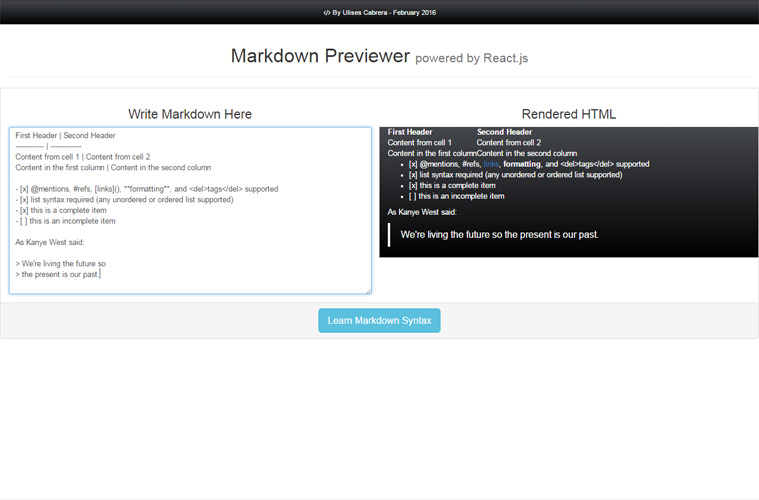 </> By Ulises Cabrera - February 2016
Markdown Previewer powered by React.js
Write Markdown Here
First Header | Second Header
------------ | -------------
Content from cell 1 | Content from cell 2
Content in the first column | Content in the second column
- [x] @mentions, #refs, [links](), **formatting**, and <del>tags</del> supported
- [x] list syntax required (any unordered or ordered list supported)
- [x] this is a complete item
- [ ] this is an incomplete item
As Kanye West said:
> We're living the future so
> the present is our past.
Rendered HTML
First Header Second Header
Content from cell 1 Content from cell 2
Content in the first columnContent in the second column
• [x] @mentions, #refs, links, formatting, and <del>tags</del> supported
• [x] list syntax required (any unordered or ordered list supported)
• [x] this is a complete item
• [ ] this is an incomplete item
As Kanye West said:
We're living the future so the present is our past.
Learn Markdown Syntax